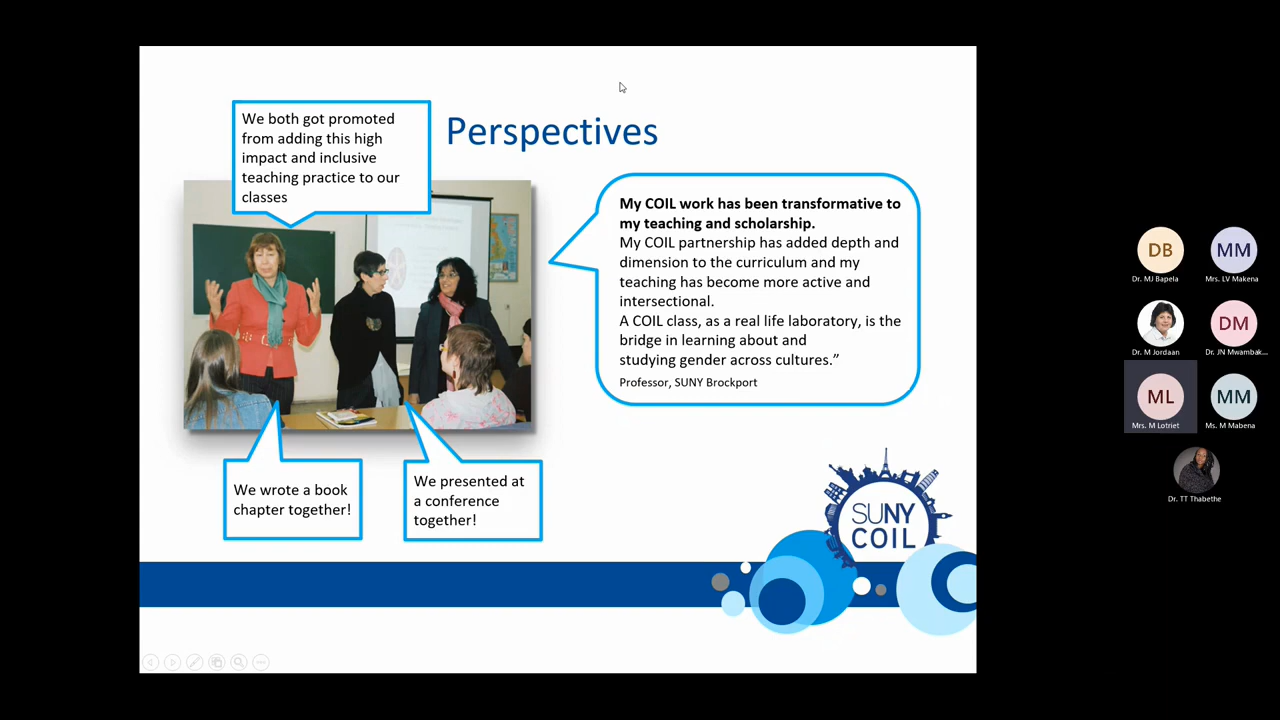 We both got promoted
from adding this high
impact and inclusive
teaching practice to our
classes
Perspectives
My COIL work has been transformative to
my teaching and scholarship.
My COIL partnership has added depth and
dimension to the curriculum and my
teaching has become more active and
intersectional.
A COIL class, as a real life laboratory, is the
bridge in learning about and
studying gender across cultures.”
Professor, SUNY Brockport
We wrote a book
chapter together!
We presented at
a conference
together!
SUNY
COIL
DB
Dr. MJ Bapela
MM
Mrs. LV Makena
Dr. M Jordaan
DM
Dr. JN Mwambak...
ML
Mrs. M Lotriet
MM
Ms. M Mabena
Dr. TT Thabethe